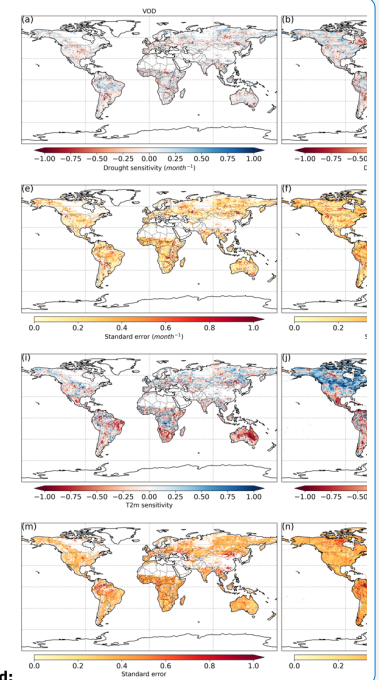 VOD
(a) (b)
−1.00 −0.75 −0.50 −0.25 0.00 0.25 0.50 0.75 1.00 −1.00 −0.75 −0.50
Drought sensitivity (month⁻¹) D
(e) (f)
0.0 0.2 0.4 0.6 0.8 1.0 0.0 0.2
Standard error (month⁻¹) S
(i) (j)
−1.00 −0.75 −0.50 −0.25 0.00 0.25 0.50 0.75 1.00 −1.00 −0.75 −0.50
T2m sensitivity
(m) (n)
0.0 0.2 0.4 0.6 0.8 1.0 0.0 0.2
Standard error
d: